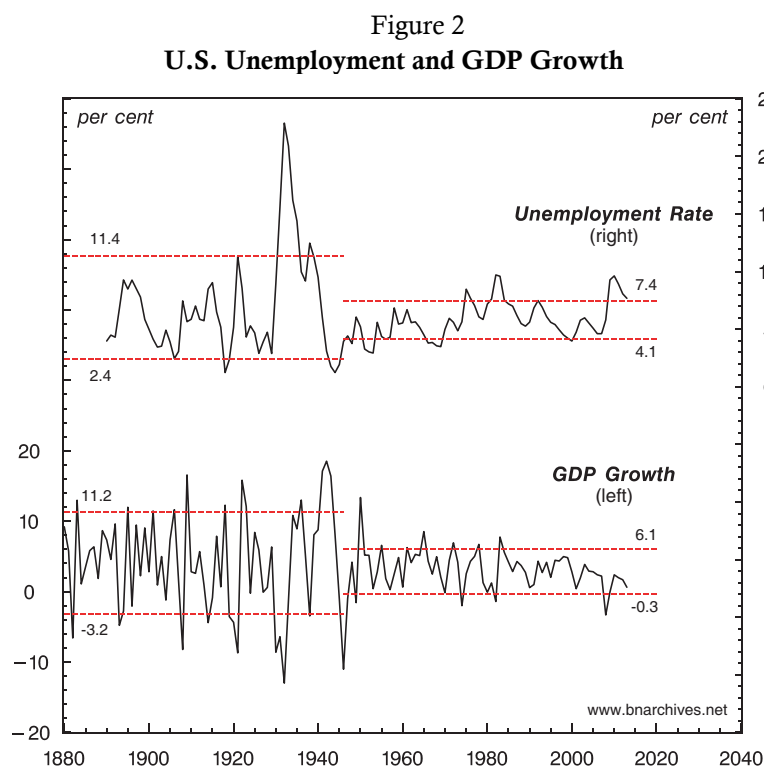 Figure 2
U.S. Unemployment and GDP Growth
per cent
per cent
Unemployment Rate
(right)
11.4
7.4
4.1
2.4
20
10
0
−10
−20
GDP Growth
(left)
11.2
6.1
-0.3
-3.2
www.bnarchives.net
1880 1900 1920 1940 1960 1980 2000 2020 2040